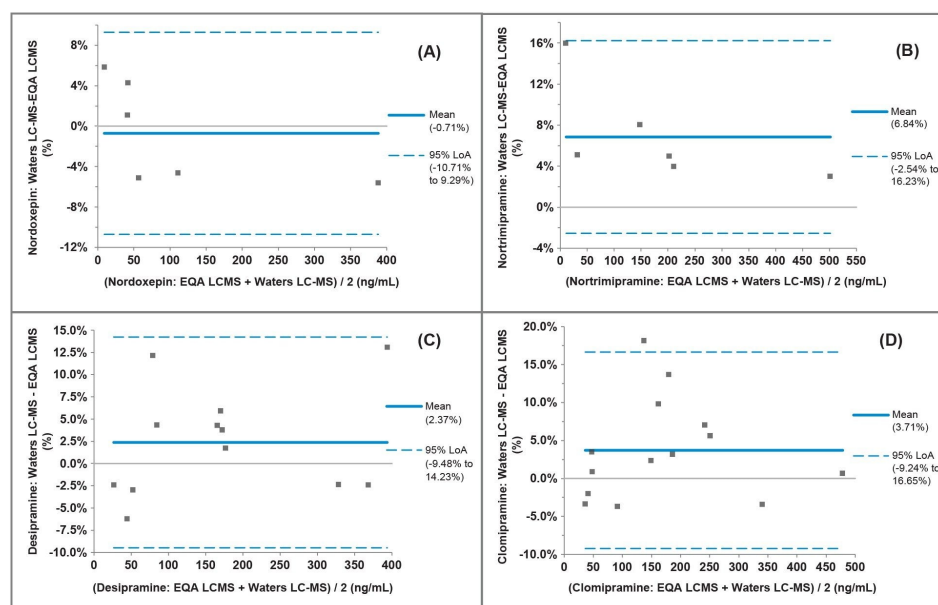 (A)
Nordoxepin: Waters LC-MS-EQA LCMS
(%)
8%
4%
0%
-4%
-8%
-12%
0 50 100 150 200 250 300 350 400
(Nordoxepin: EQA LCMS + Waters LC-MS) / 2 (ng/mL)
Mean
(-0.71%)
95% LoA
(-10.71%
to 9.29%)
(B)
Nortrimipramine: Waters LC-MS-EQA LCMS
(%)
16%
12%
8%
4%
0%
-4%
0 50 100 150 200 250 300 350 400 450 500 550
(Nortrimipramine: EQA LCMS + Waters LC-MS) / 2 (ng/mL)
Mean
(6.84%)
95% LoA
(-2.54% to
16.23%)
(C)
Desipramine: Waters LC-MS - EQA LCMS
(%)
15.0%
12.5%
10.0%
7.5%
5.0%
2.5%
0.0%
-2.5%
-5.0%
-7.5%
-10.0%
0 50 100 150 200 250 300 350 400
(Desipramine: EQA LCMS + Waters LC-MS) / 2 (ng/mL)
Mean
(2.37%)
95% LoA
(-9.48% to
14.23%)
(D)
Clomipramine: Waters LC-MS - EQA LCMS
(%)
20.0%
15.0%
10.0%
5.0%
0.0%
-5.0%
-10.0%
0 50 100 150 200 250 300 350 400 450 500
(Clomipramine: EQA LCMS + Waters LC-MS) / 2 (ng/mL)
Mean
(3.71%)
95% LoA
(-9.24% to
16.65%)